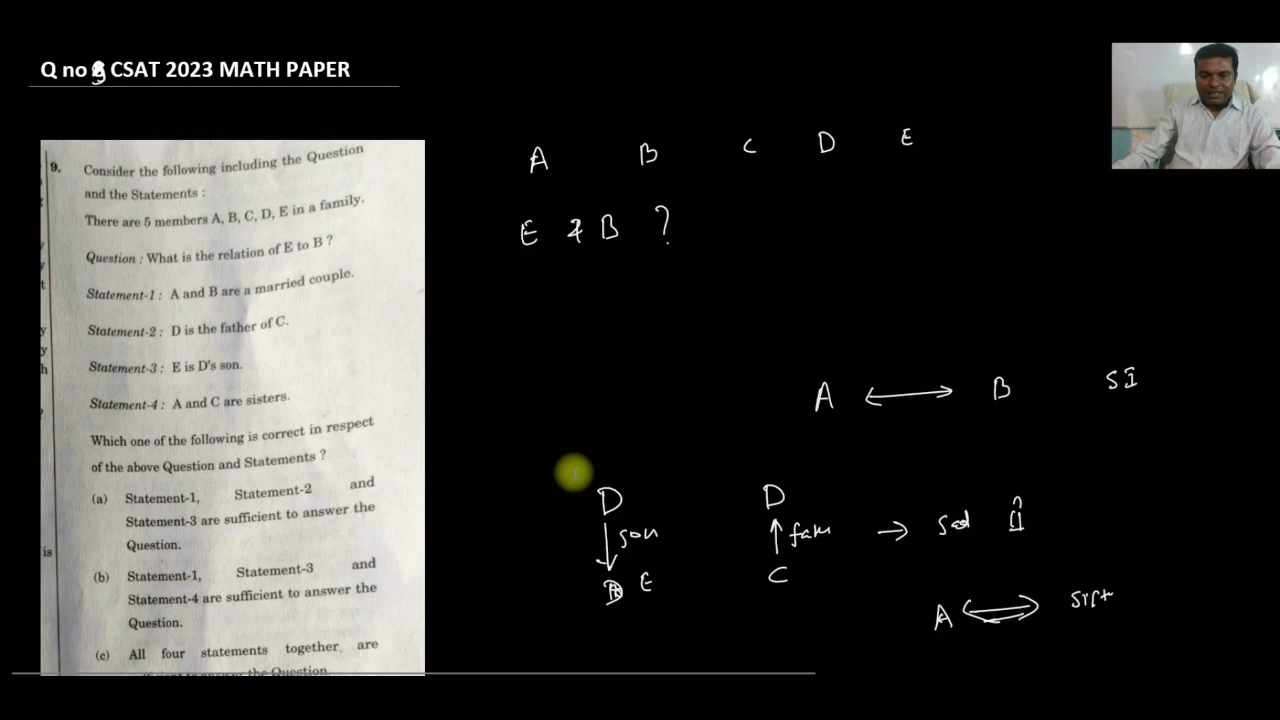 Q no 9 CSAT 2023 MATH PAPER
9. Consider the following including the Question
and the Statements :
There are 5 members A, B, C, D, E in a family.
Question : What is the relation of E to B ?
Statement-1 : A and B are a married couple.
Statement-2 : D is the father of C.
Statement-3 : E is D's son.
Statement-4 : A and C are sisters.
Which one of the following is correct in respect
of the above Question and Statements ?
(a) Statement-1, Statement-2 and
Statement-3 are sufficient to answer the
Question.
(b) Statement-1, Statement-3 and
Statement-4 are sufficient to answer the
Question.
(c) All four statements together are
the Question.
y
y
t
y
y
h
is
A B C D E
E & B ?
A ↔ B SI
D
son
E
D
C
→
A